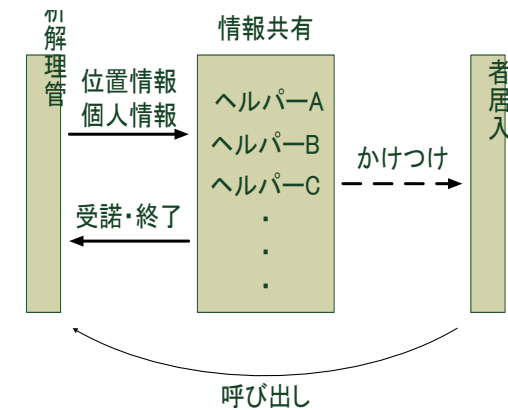 析解理管
情報共有
者居入
位置情報
個人情報
ヘルパーA
ヘルパーB
ヘルパーC
・
・
・
かけつけ
受諾・終了
呼び出し